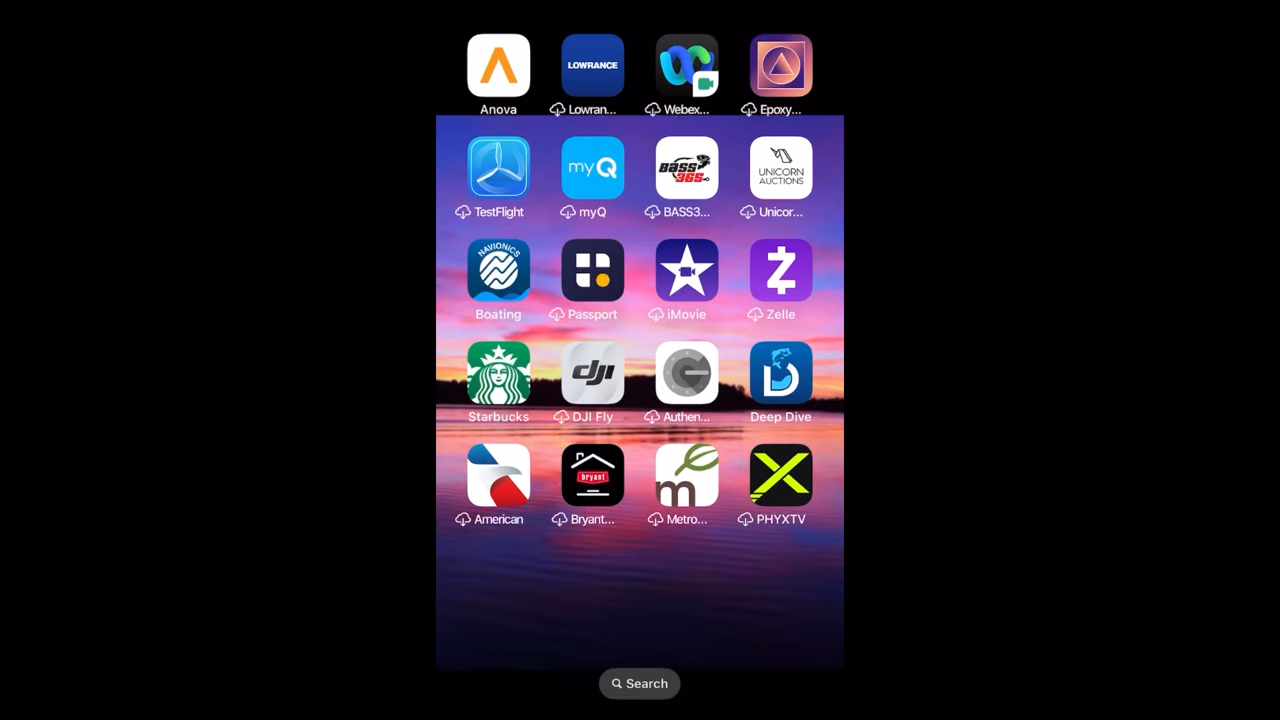 LOWRANCE
Anova
Lowran...
Webex...
Epoxy...
myQ
BASS
365
UNICORN
AUCTIONS
TestFlight
myQ
BASS3...
Unicor...
NAVIONICS
Boating
Passport
iMovie
Zelle
dji
Starbucks
DJI Fly
Authen...
Deep Dive
bryant
m
American
Bryant...
Metro...
PHYXTV
Search